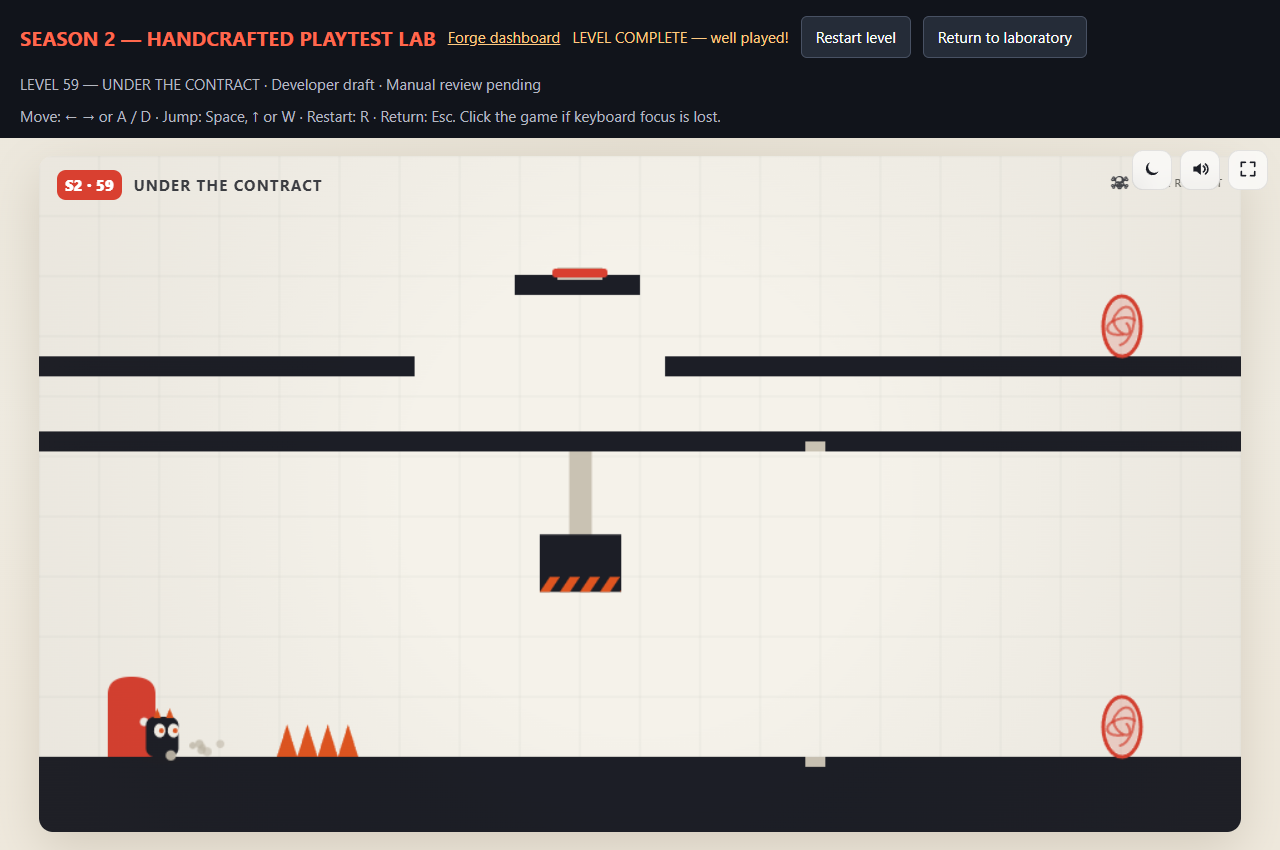 SEASON 2 — HANDCRAFTED PLAYTEST LAB Forge dashboard LEVEL COMPLETE — well played! Restart level Return to laboratory
LEVEL 59 — UNDER THE CONTRACT · Developer draft · Manual review pending
Move: ← → or A / D · Jump: Space, ↑ or W · Restart: R · Return: Esc. Click the game if keyboard focus is lost.
S2 · 59 UNDER THE CONTRACT